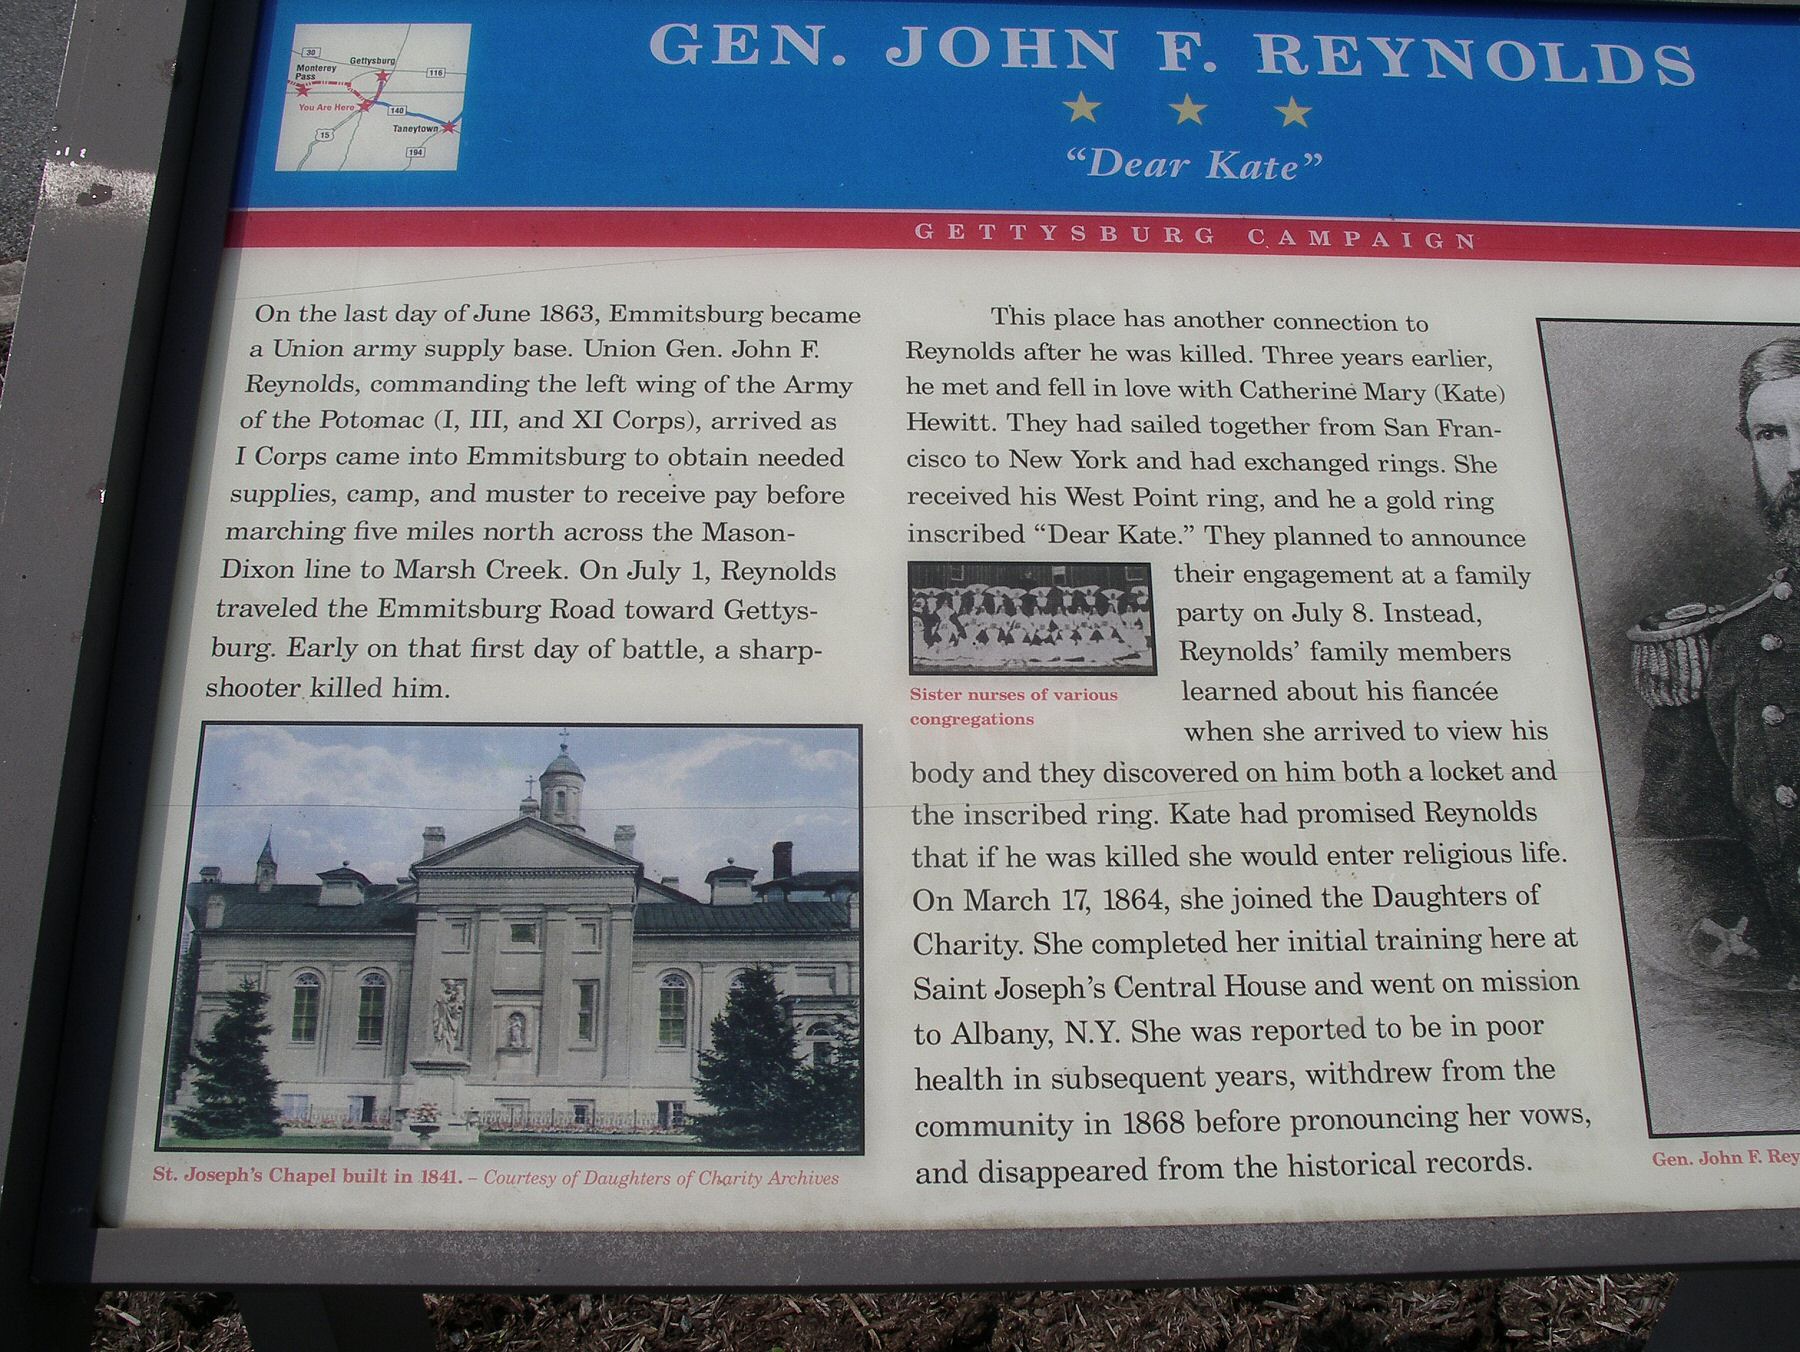 GEN. JOHN F. REYNOLDS
"Dear Kate"
GETTYSBURG CAMPAIGN
30
Gettysburg
Monterey
Pass
116
You Are Here
140
Taneytown
15
194
On the last day of June 1863, Emmitsburg became
a Union army supply base. Union Gen. John F.
Reynolds, commanding the left wing of the Army
of the Potomac (I, III, and XI Corps), arrived as
I Corps came into Emmitsburg to obtain needed
supplies, camp, and muster to receive pay before
marching five miles north across the Mason-
Dixon line to Marsh Creek. On July 1, Reynolds
traveled the Emmitsburg Road toward Gettys-
burg. Early on that first day of battle, a sharp-
shooter killed him.
St. Joseph's Chapel built in 1841. – Courtesy of Daughters of Charity Archives
This place has another connection to
Reynolds after he was killed. Three years earlier,
he met and fell in love with Catherine Mary (Kate)
Hewitt. They had sailed together from San Fran-
cisco to New York and had exchanged rings. She
received his West Point ring, and he a gold ring
inscribed "Dear Kate." They planned to announce
their engagement at a family
party on July 8. Instead,
Reynolds' family members
learned about his fiancée
when she arrived to view his
body and they discovered on him both a locket and
the inscribed ring. Kate had promised Reynolds
that if he was killed she would enter religious life.
On March 17, 1864, she joined the Daughters of
Charity. She completed her initial training here at
Saint Joseph's Central House and went on mission
to Albany, N.Y. She was reported to be in poor
health in subsequent years, withdrew from the
community in 1868 before pronouncing her vows,
and disappeared from the historical records.
Sister nurses of various
congregations
Gen. John F. Rey